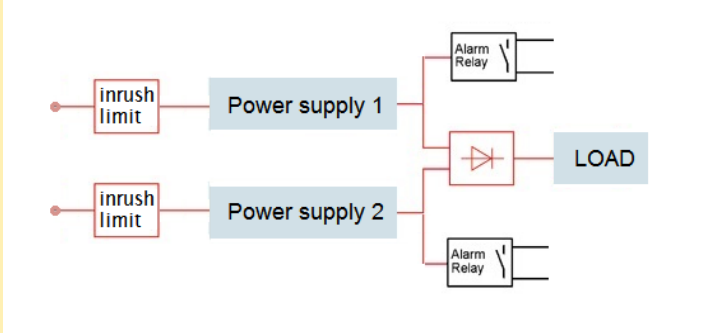 Alarm
Relay
inrush
limit
Power supply 1
LOAD
inrush
limit
Power supply 2
Alarm
Relay